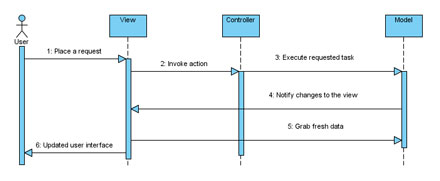 View
Controller
Model
User
1: Place a request
2: Invoke action
3: Execute requested task
4: Notify changes to the view
5: Grab fresh data
6: Updated user interface